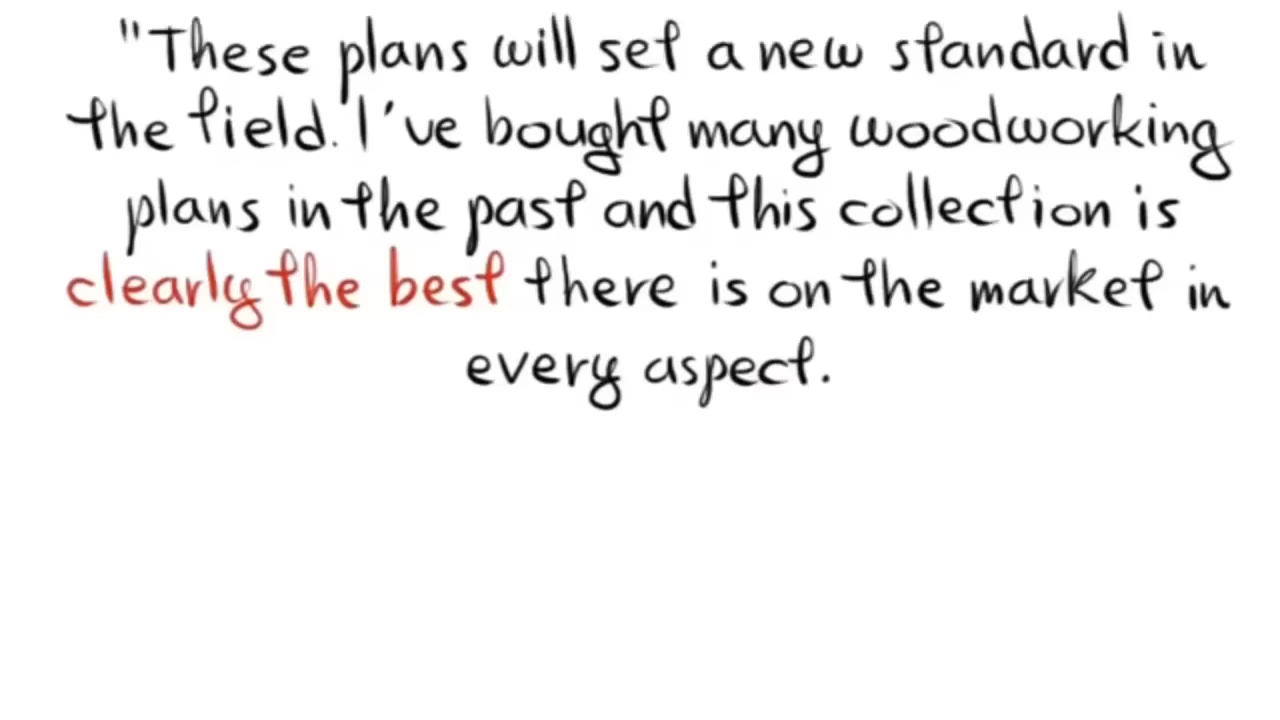 "These plans will set a new standard in
the field. I've bought many woodworking
plans in the past and this collection is
clearly the best there is on the market in
every aspect.